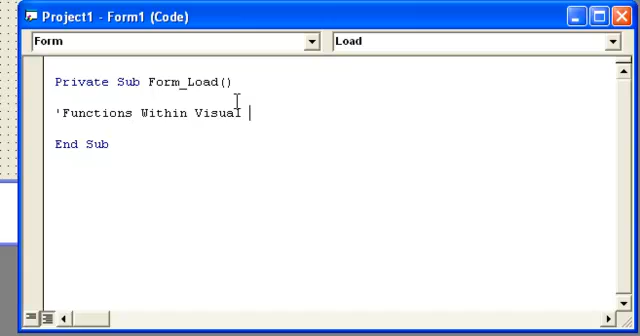 Project1 - Form1 (Code)
Form Load
Private Sub Form_Load()
'Functions Within Visual
End Sub